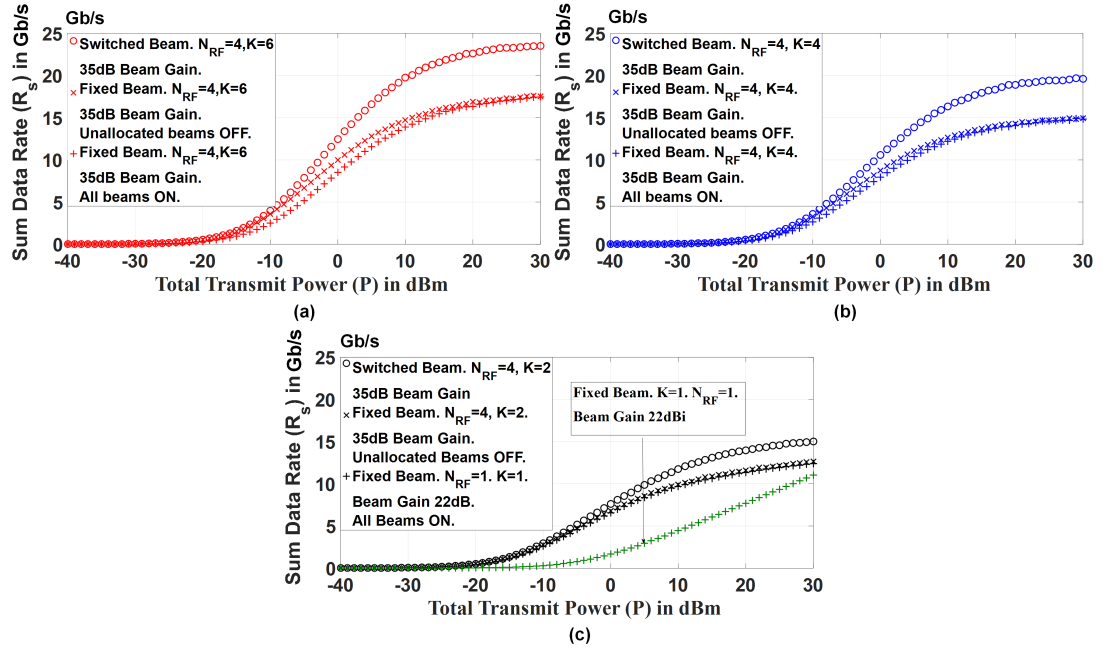 Gb/s
Sum Data Rate (Rs) in Gb/s
25
20
15
10
5
0
Switched Beam. NRF=4,K=6
35dB Beam Gain.
Fixed Beam. NRF=4,K=6
35dB Beam Gain.
Unallocated beams OFF.
Fixed Beam. NRF=4,K=6
35dB Beam Gain.
All beams ON.
-40 -30 -20 -10 0 10 20 30
Total Transmit Power (P) in dBm
(a)
Gb/s
Sum Data Rate (Rs) in Gb/s
25
20
15
10
5
0
Switched Beam. NRF=4, K=4
35dB Beam Gain.
Fixed Beam. NRF=4, K=4.
35dB Beam Gain.
Unallocated beams OFF.
Fixed Beam. NRF=4, K=4.
35dB Beam Gain.
All beams ON.
-40 -30 -20 -10 0 10 20 30
Total Transmit Power (P) in dBm
(b)
Gb/s
Sum Data Rate (Rs) in Gb/s
25
20
15
10
5
0
Switched Beam. NRF=4, K=2
35dB Beam Gain
Fixed Beam. NRF=4, K=2.
35dB Beam Gain.
Unallocated Beams OFF.
Fixed Beam. NRF=1. K=1.
Beam Gain 22dB.
All Beams ON.
Fixed Beam. K=1. NRF=1.
Beam Gain 22dBi
-40 -30 -20 -10 0 10 20 30
Total Transmit Power (P) in dBm
(c)